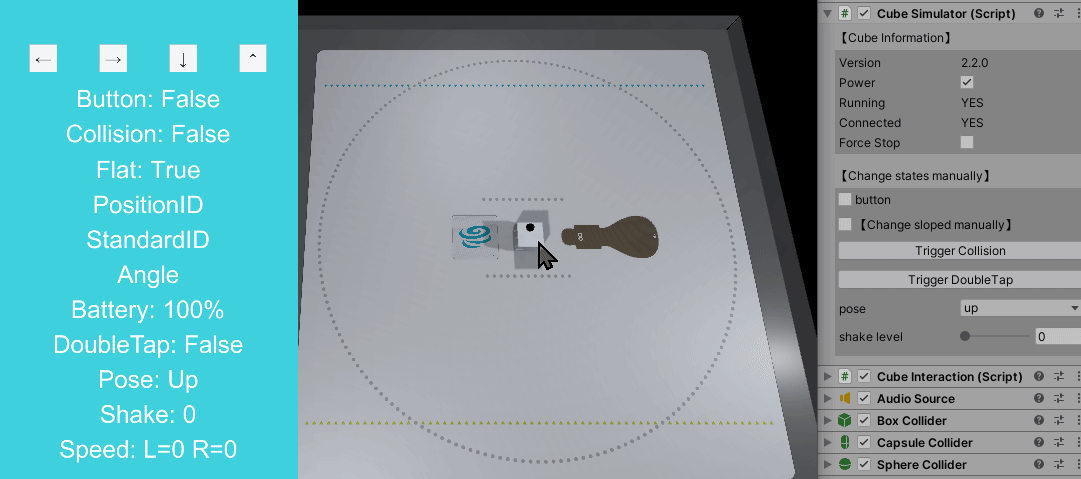 ← → ↓ ^
Button: False
Collision: False
Flat: True
PositionID
StandardID
Angle
Battery: 100%
DoubleTap: False
Pose: Up
Shake: 0
Speed: L=0 R=0
# Cube Simulator (Script)
【Cube Information】
Version 2.2.0
Power
Running YES
Connected YES
Force Stop
【Change states manually】
button
【Change sloped manually】
Trigger Collision
Trigger DoubleTap
pose up
shake level 0
# Cube Interaction (Script)
Audio Source
Box Collider
Capsule Collider
Sphere Collider